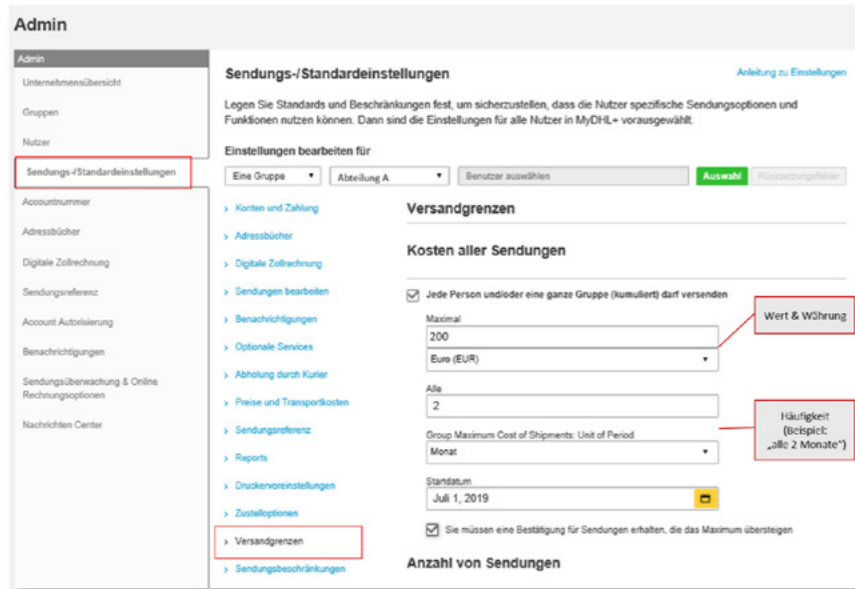 Admin
Admin
Unternehmensübersicht
Gruppen
Nutzer
Sendungs-/Standardeinstellungen
Accountnummer
Adressbücher
Digitale Zollrechnung
Sendungsreferenz
Account Autorisierung
Benachrichtigungen
Sendungsüberwachung & Online
Rechnungsoptionen
Nachrichten Center
Sendungs-/Standardeinstellungen
Anleitung zu Einstellungen
Legen Sie Standards und Beschränkungen fest, um sicherzustellen, dass die Nutzer spezifische Sendungsoptionen und
Funktionen nutzen können. Dann sind die Einstellungen für alle Nutzer in MyDHL+ vorausgewählt.
Einstellungen bearbeiten für
Eine Gruppe
Abteilung A
Benutzer auswählen
Auswahl
Rücksetzungsfehler
> Konten und Zahlung
> Adressbücher
> Digitale Zollrechnung
> Sendungen bearbeiten
> Benachrichtigungen
> Optionale Services
> Abholung durch Kurier
> Preise und Transportkosten
> Sendungsreferenz
> Reports
> Druckervoreinstellungen
> Zustelloptionen
> Versandgrenzen
> Sendungsbeschränkungen
Versandgrenzen
Kosten aller Sendungen
Jede Person und/oder eine ganze Gruppe (kumuliert) darf versenden
Maximal
200
Euro (EUR)
Alle
2
Group Maximum Cost of Shipments: Unit of Period
Monat
Startdatum
Juli 1, 2019
Sie müssen eine Bestätigung für Sendungen erhalten, die das Maximum übersteigen
Anzahl von Sendungen
Wert & Währung
Häufigkeit
(Beispiel:
„alle 2 Monate")